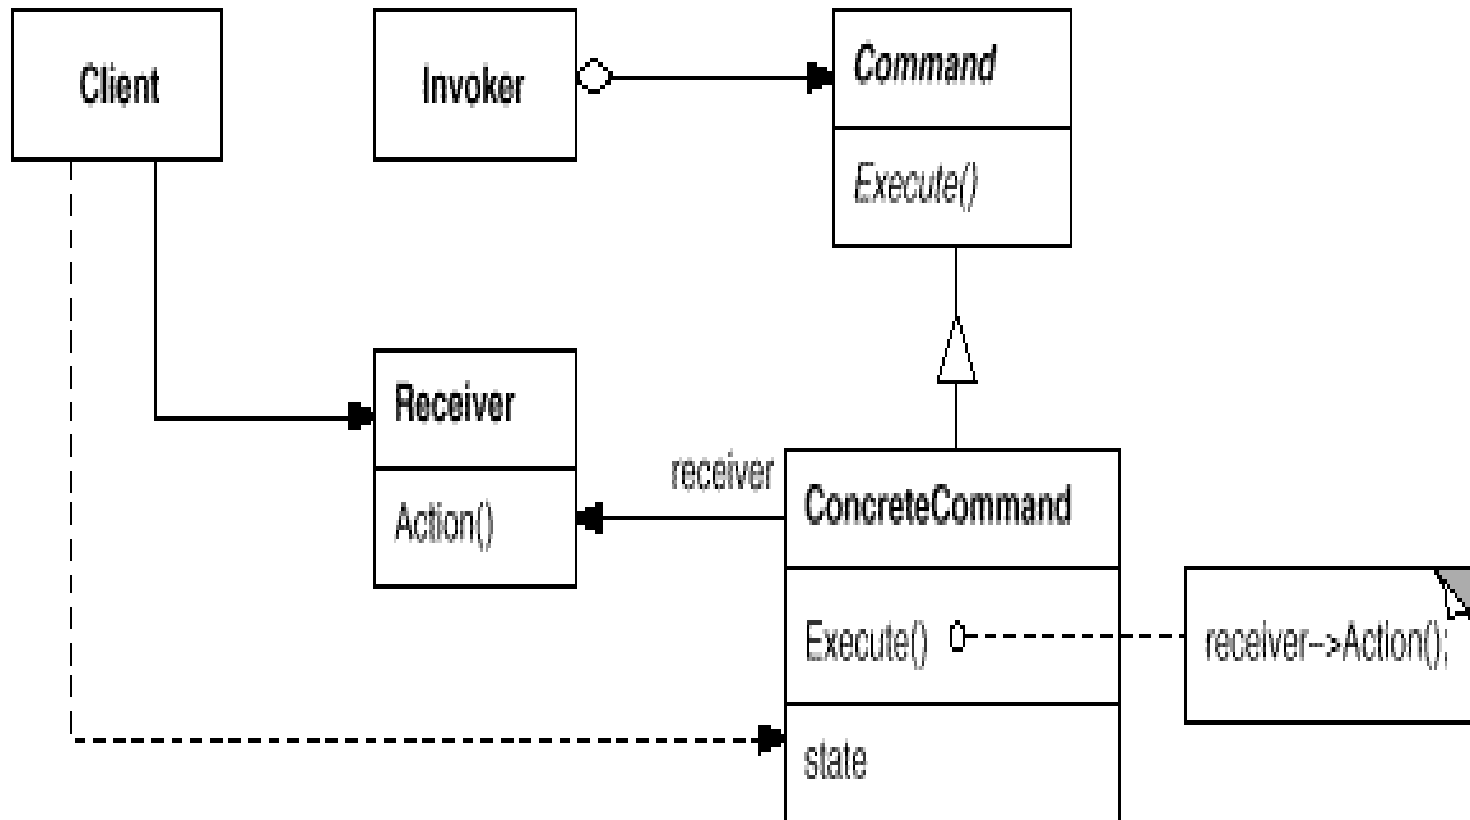 Client
Invoker
Command
Execute()
Receiver
Action()
receiver
ConcreteCommand
Execute()
receiver-->Action();
state